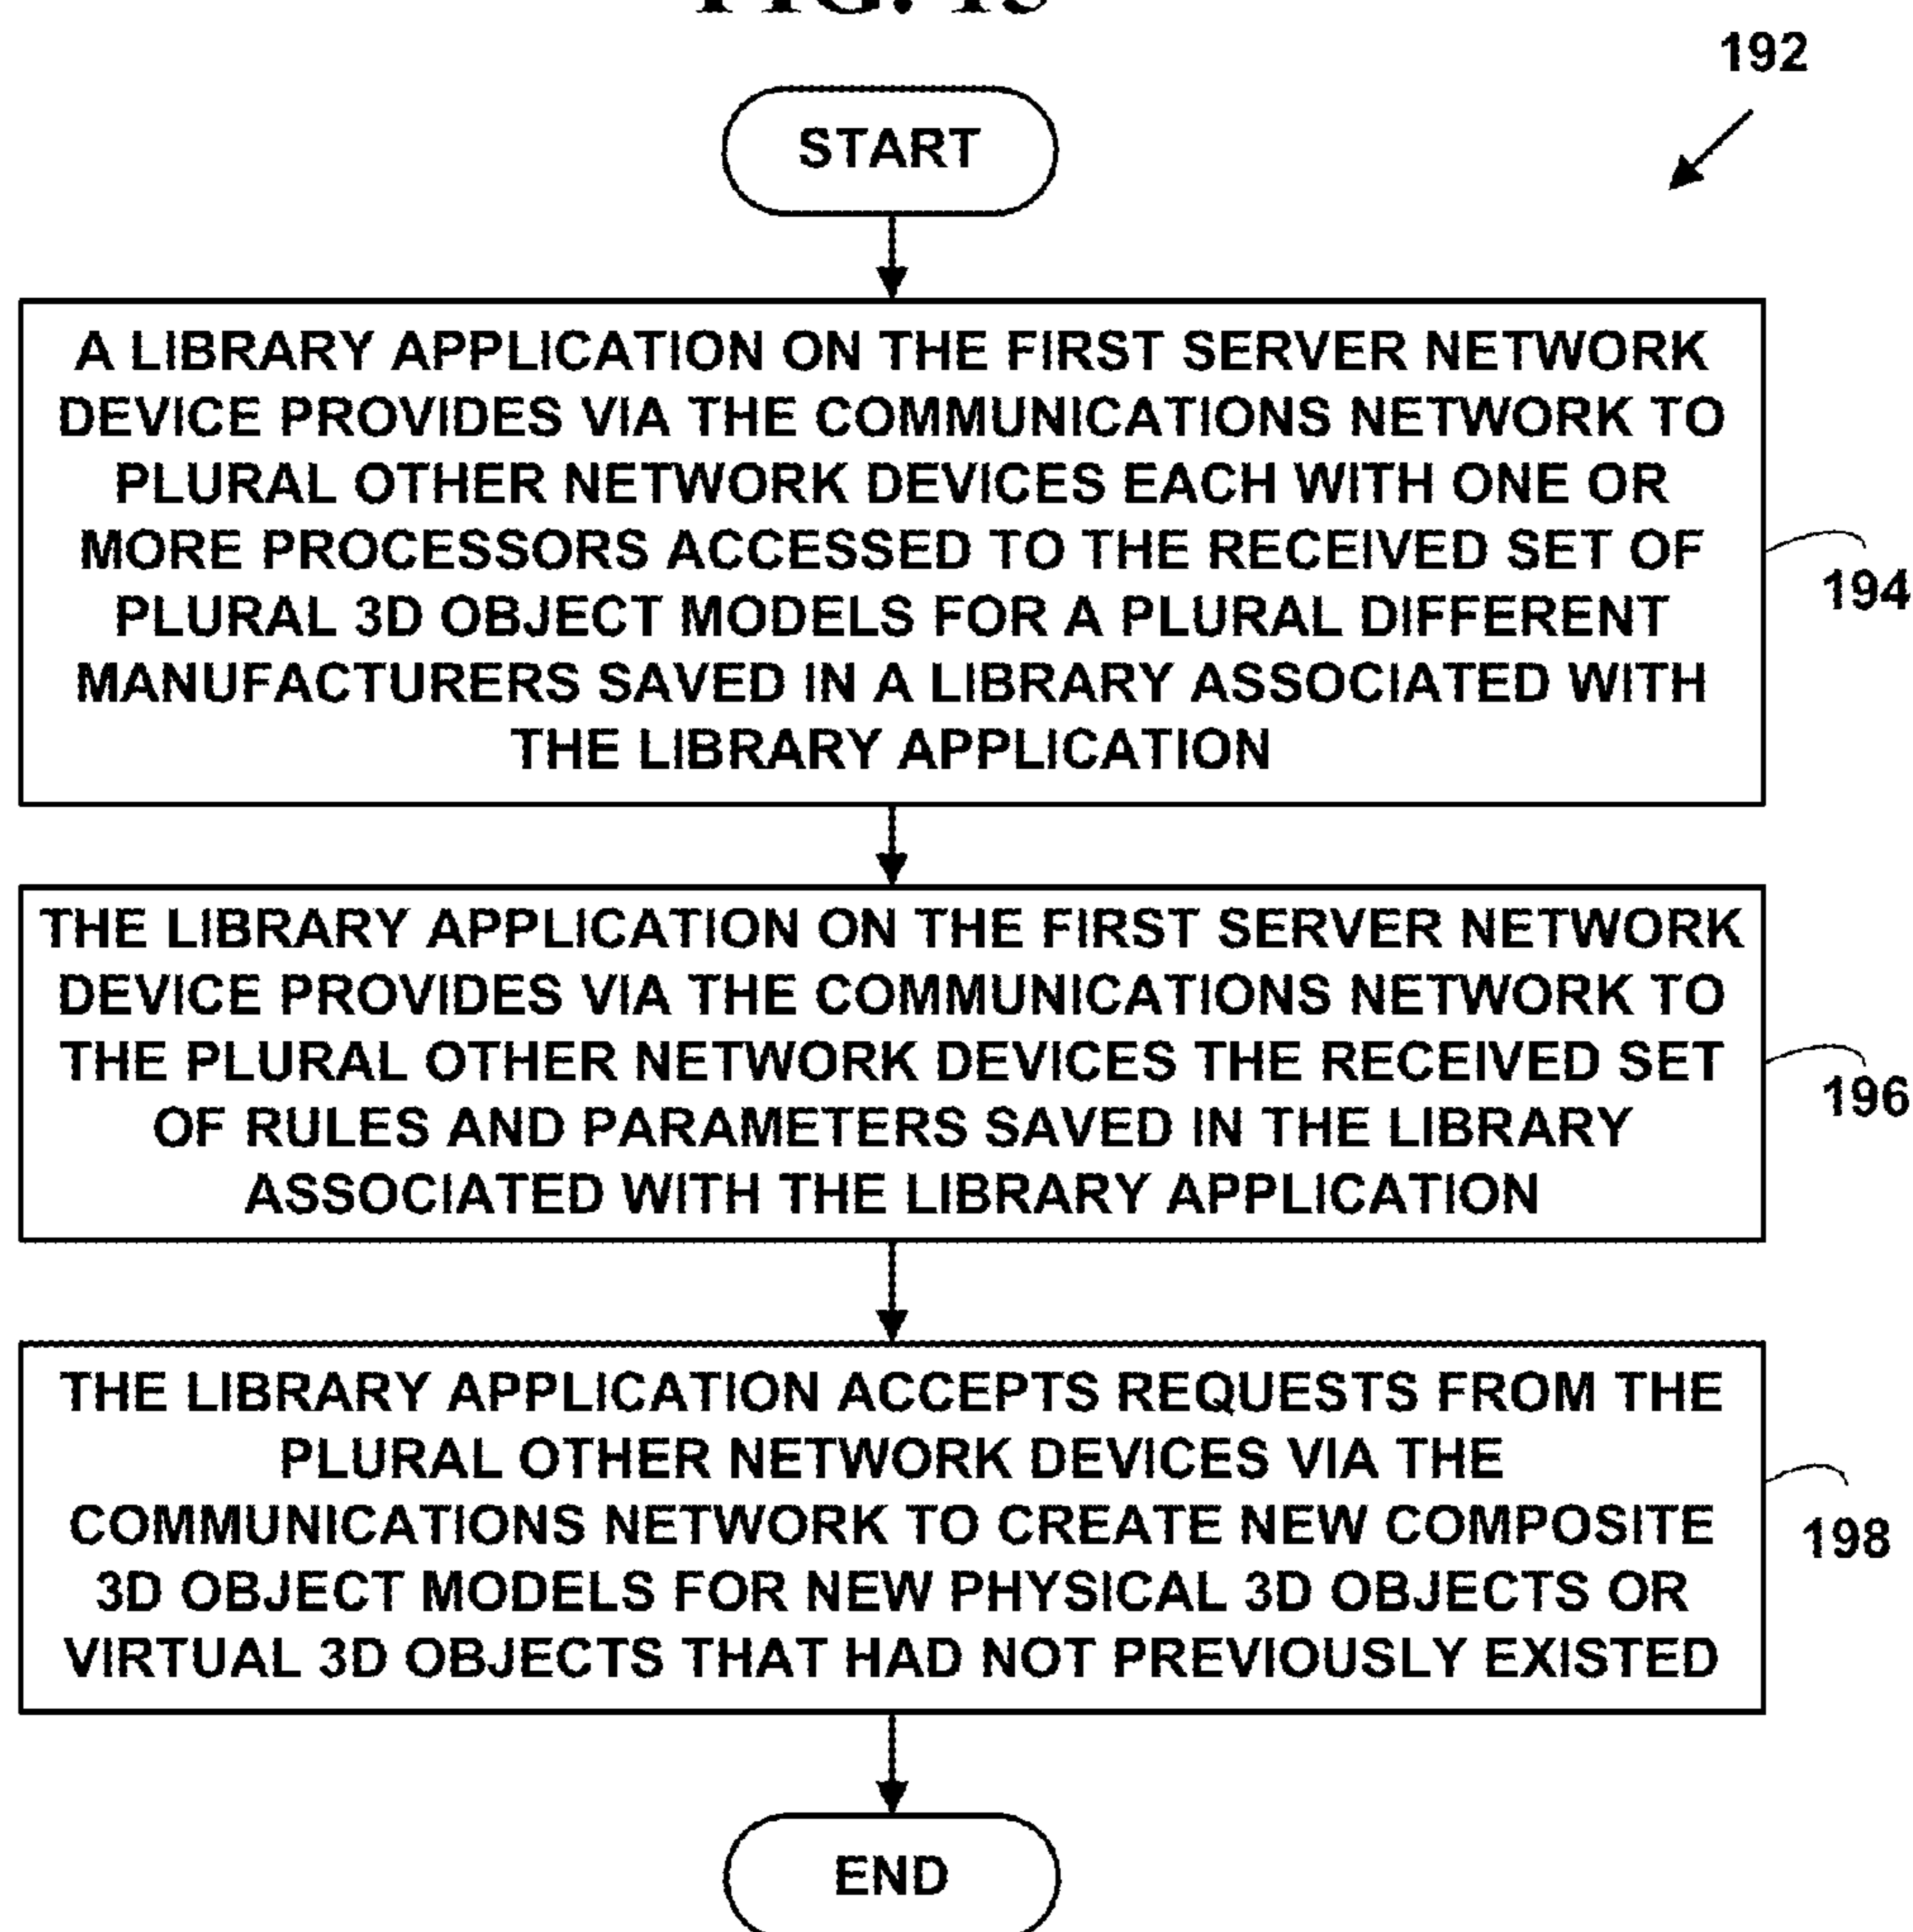 192
START
A LIBRARY APPLICATION ON THE FIRST SERVER NETWORK
DEVICE PROVIDES VIA THE COMMUNICATIONS NETWORK TO
PLURAL OTHER NETWORK DEVICES EACH WITH ONE OR
MORE PROCESSORS ACCESSED TO THE RECEIVED SET OF
PLURAL 3D OBJECT MODELS FOR A PLURAL DIFFERENT
MANUFACTURERS SAVED IN A LIBRARY ASSOCIATED WITH
THE LIBRARY APPLICATION
194
THE LIBRARY APPLICATION ON THE FIRST SERVER NETWORK
DEVICE PROVIDES VIA THE COMMUNICATIONS NETWORK TO
THE PLURAL OTHER NETWORK DEVICES THE RECEIVED SET
OF RULES AND PARAMETERS SAVED IN THE LIBRARY
ASSOCIATED WITH THE LIBRARY APPLICATION
196
THE LIBRARY APPLICATION ACCEPTS REQUESTS FROM THE
PLURAL OTHER NETWORK DEVICES VIA THE
COMMUNICATIONS NETWORK TO CREATE NEW COMPOSITE
3D OBJECT MODELS FOR NEW PHYSICAL 3D OBJECTS OR
VIRTUAL 3D OBJECTS THAT HAD NOT PREVIOUSLY EXISTED
198
END